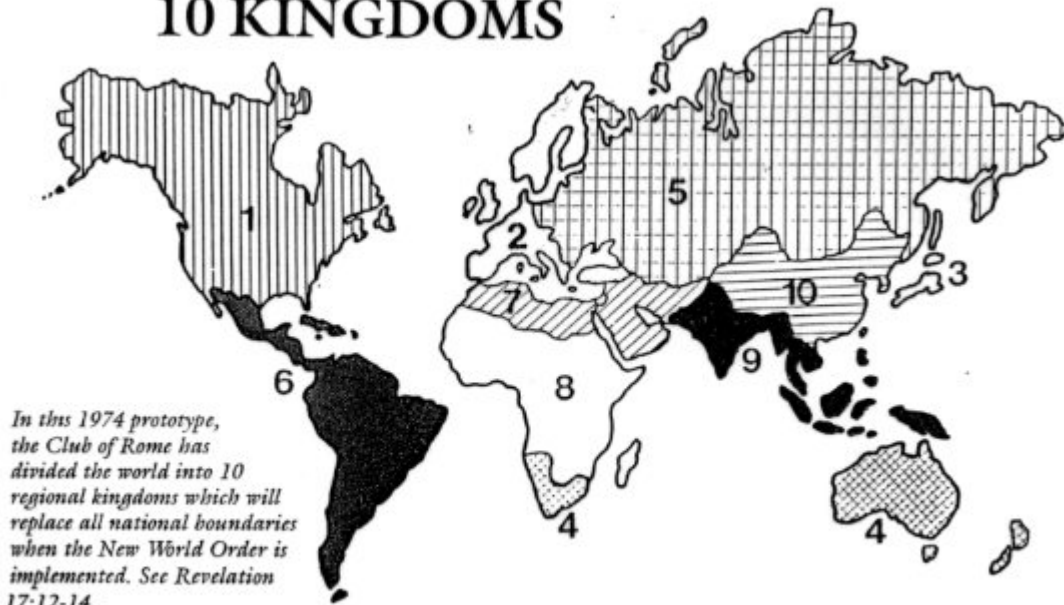 10 KINGDOMS
1
2
3
5
7
10
6
8
9
4
4
In this 1974 prototype,
the Club of Rome has
divided the world into 10
regional kingdoms which will
replace all national boundaries
when the New World Order is
implemented. See Revelation
17:12-14